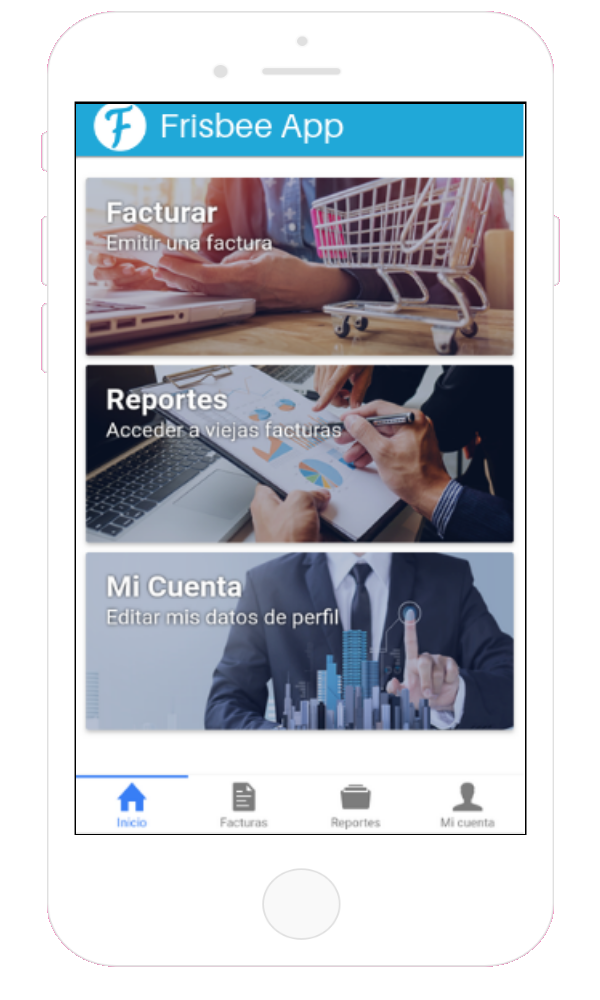 F Frisbee App
Facturar
Emitir una factura
Reportes
Acceder a viejas facturas
Mi Cuenta
Editar mis datos de perfil
Inicio Facturas Reportes Mi cuenta